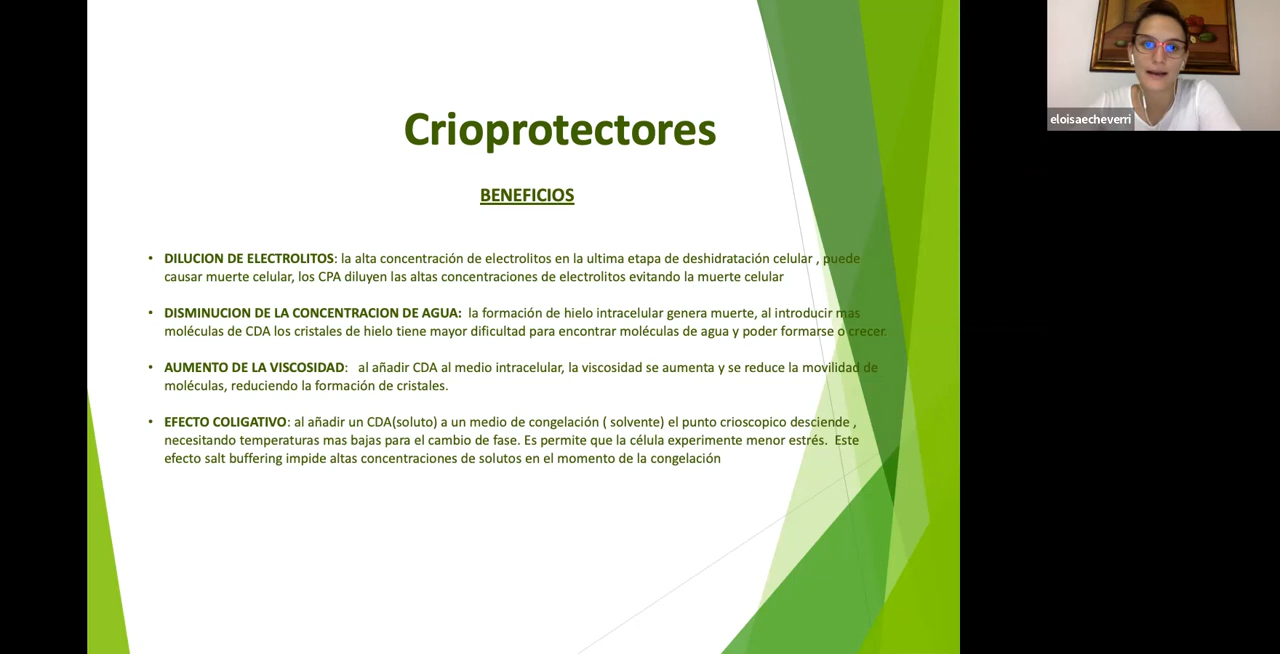 Crioprotectores
BENEFICIOS
• DILUCION DE ELECTROLITOS: la alta concentración de electrolitos en la ultima etapa de deshidratación celular , puede
causar muerte celular, los CPA diluyen las altas concentraciones de electrolitos evitando la muerte celular
• DISMINUCION DE LA CONCENTRACION DE AGUA: la formación de hielo intracelular genera muerte, al introducir mas
moléculas de CDA los cristales de hielo tiene mayor dificultad para encontrar moléculas de agua y poder formarse o crecer.
• AUMENTO DE LA VISCOSIDAD: al añadir CDA al medio intracelular, la viscosidad se aumenta y se reduce la movilidad de
moléculas, reduciendo la formación de cristales.
• EFECTO COLIGATIVO: al añadir un CDA(soluto) a un medio de congelación ( solvente) el punto crioscopico desciende ,
necesitando temperaturas mas bajas para el cambio de fase. Es permite que la célula experimente menor estrés. Este
efecto salt buffering impide altas concentraciones de solutos en el momento de la congelación
eloisaecheverri